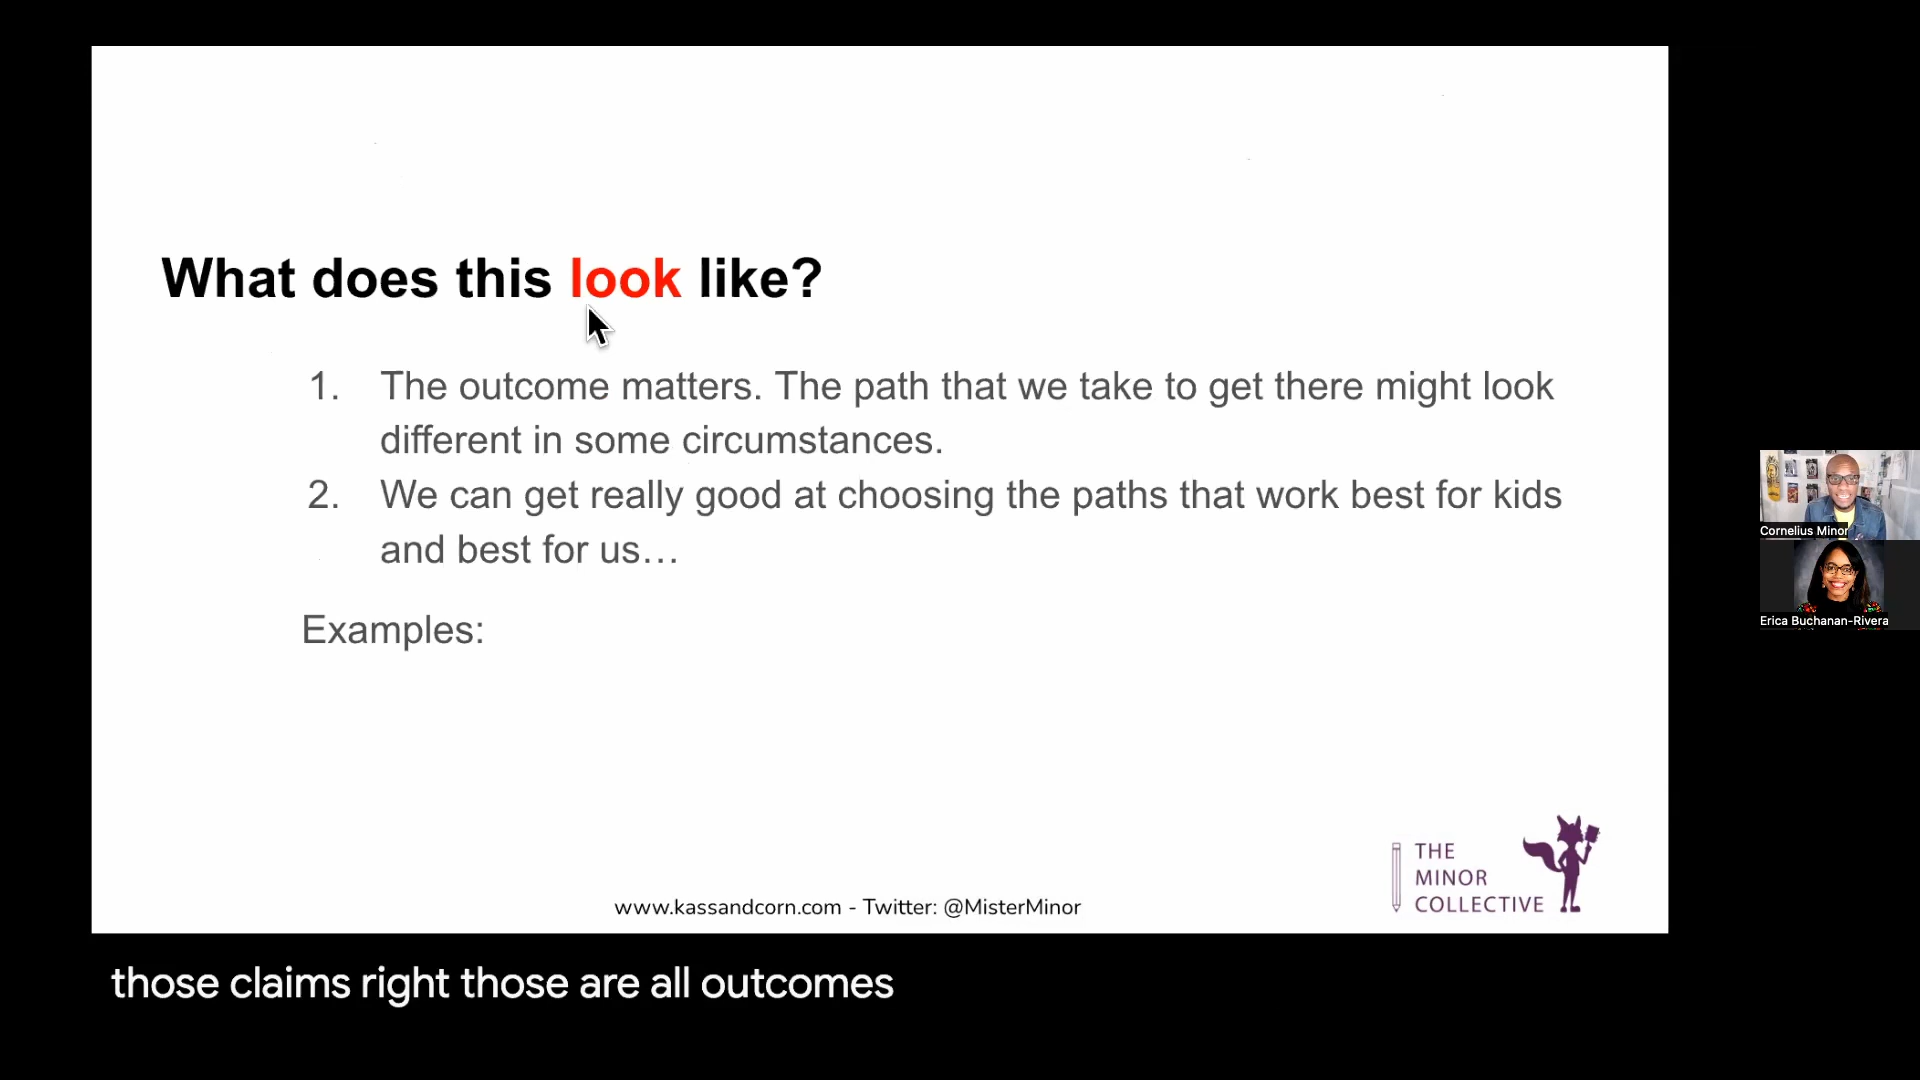 What does this look like?
1. The outcome matters. The path that we take to get there might look
different in some circumstances.
2. We can get really good at choosing the paths that work best for kids
and best for us…
Examples:
THE
MINOR
COLLECTIVE
www.kassandcorn.com - Twitter: @MisterMinor
Cornelius Minor
Erica Buchanan-Rivera
those claims right those are all outcomes